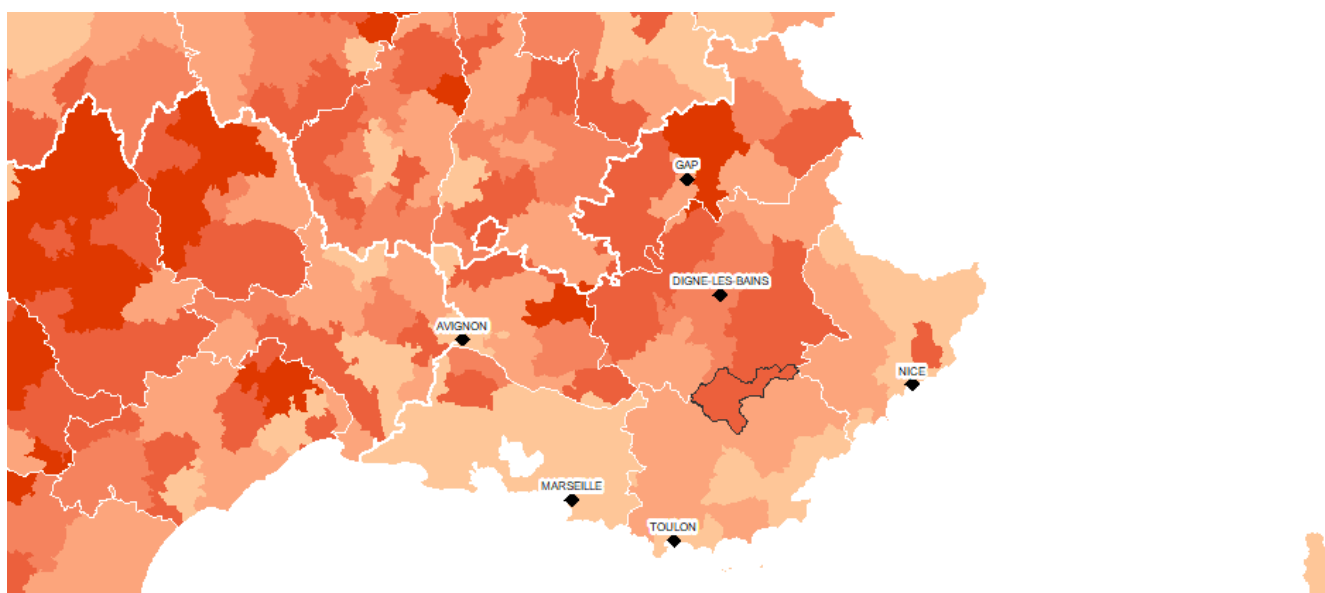 GAP
DIGNE-LES-BAINS
AVIGNON
NICE
MARSEILLE
TOULON